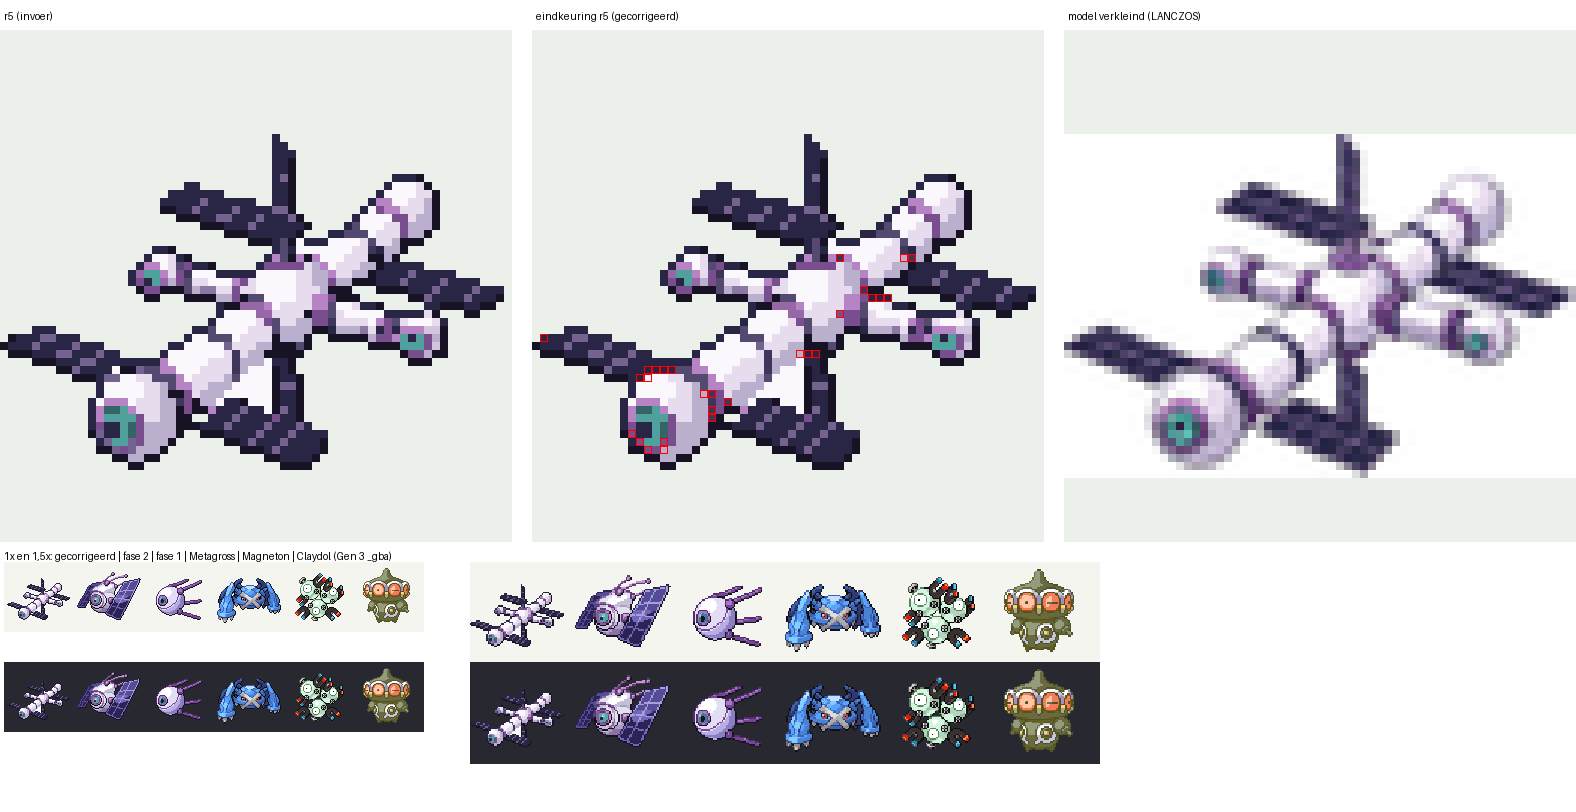 r5 (invoer)
eindkeuring r5 (gecorrigeerd)
model verkleind (LANCZOS)
1x en 1,5x: gecorrigeerd | fase 2 | fase 1 | Metagross | Magneton | Claydol (Gen 3 _gba)